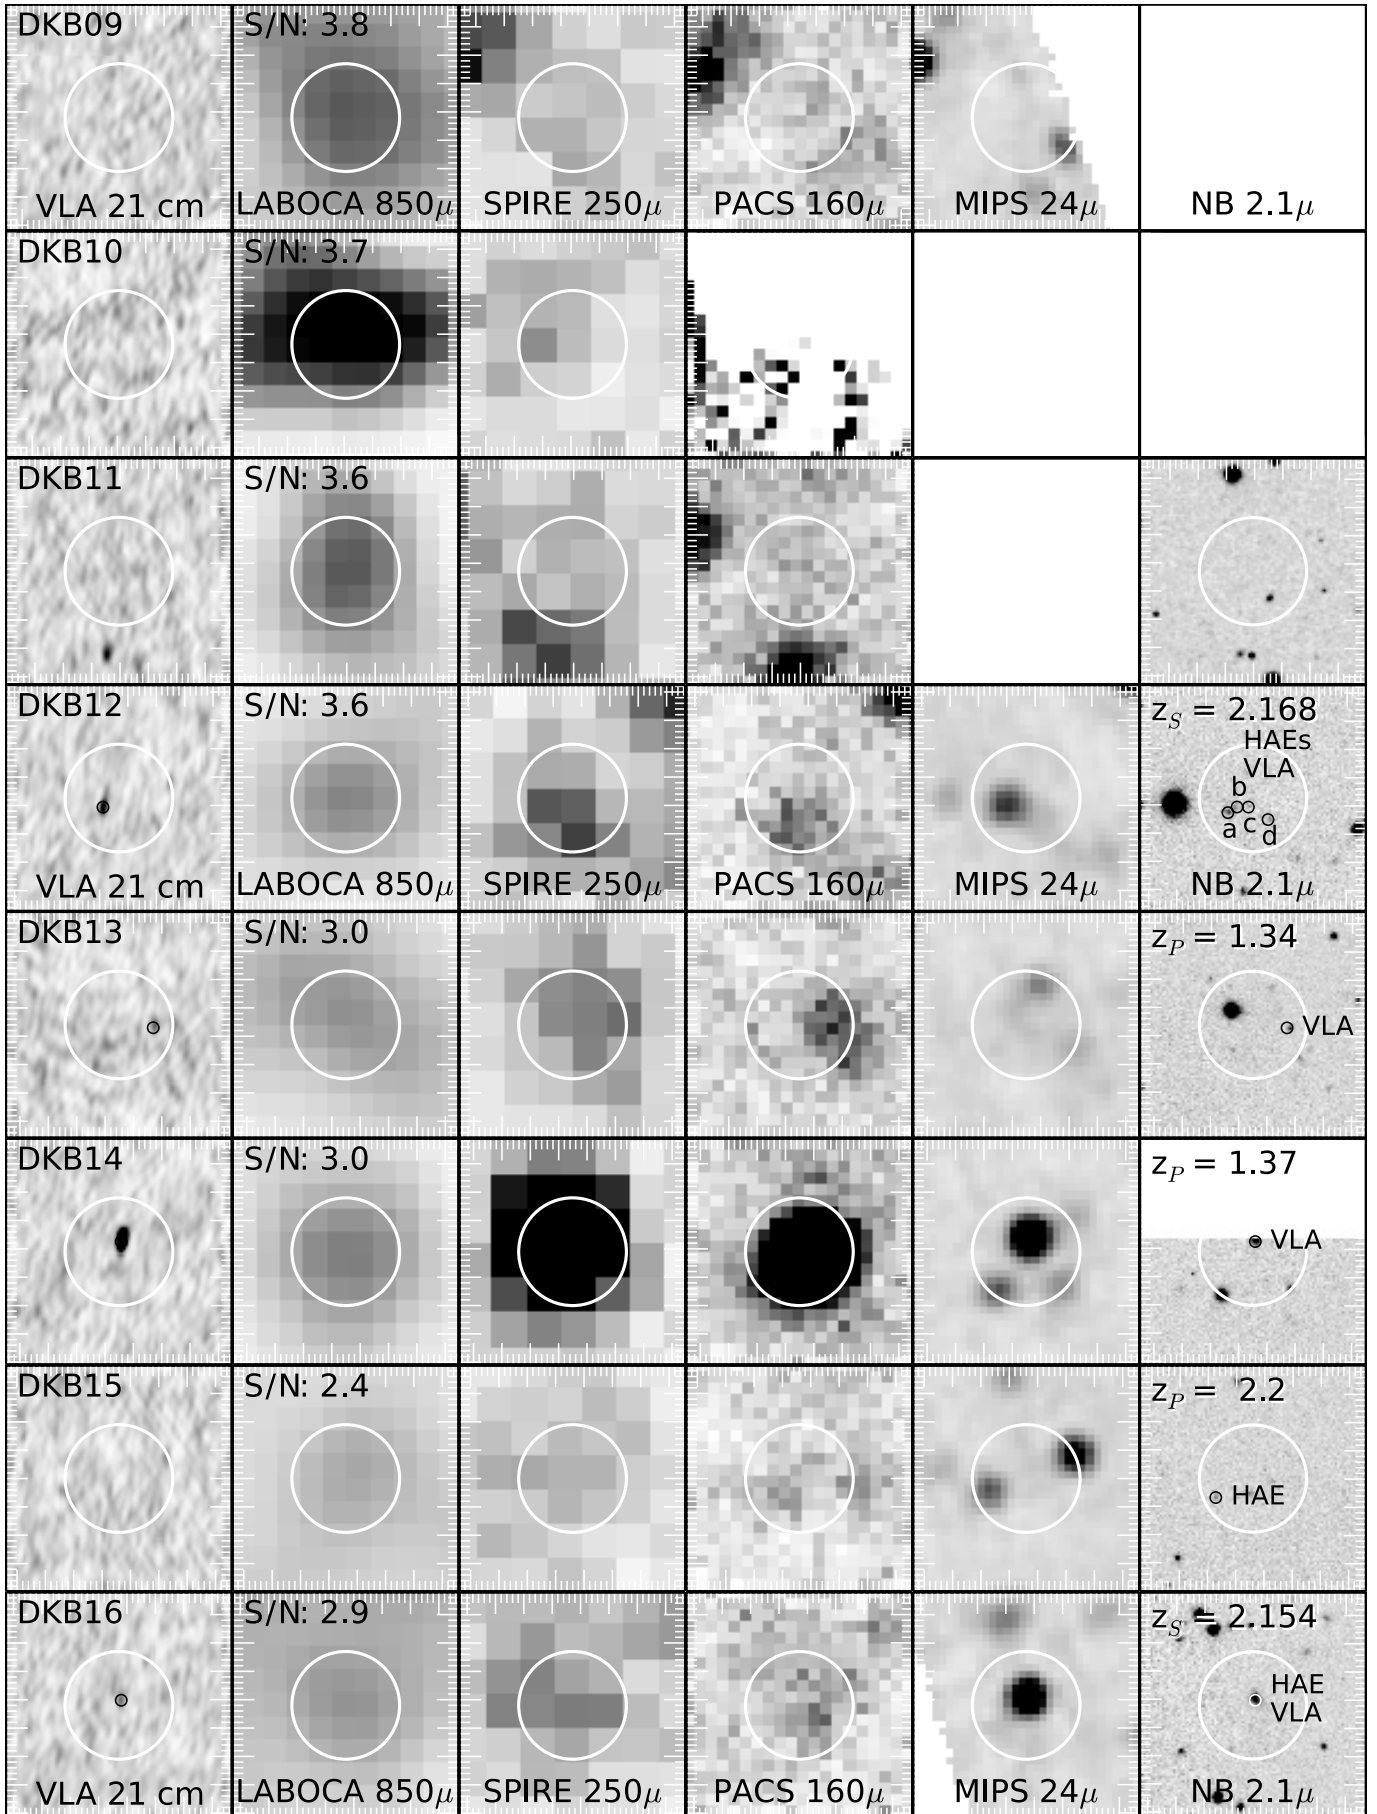 DKB09 S/N: 3.8
VLA 21 cm LABOCA 850μ SPIRE 250μ PACS 160μ MIPS 24μ NB 2.1μ
DKB10 S/N: 3.7
DKB11 S/N: 3.6
DKB12 S/N: 3.6 z_S = 2.168
HAEs
VLA
b
a c d
VLA 21 cm LABOCA 850μ SPIRE 250μ PACS 160μ MIPS 24μ NB 2.1μ
DKB13 S/N: 3.0 z_P = 1.34
VLA
DKB14 S/N: 3.0 z_P = 1.37
VLA
DKB15 S/N: 2.4 z_P = 2.2
HAE
DKB16 S/N: 2.9 z_S = 2.154
HAE
VLA
VLA 21 cm LABOCA 850μ SPIRE 250μ PACS 160μ MIPS 24μ NB 2.1μ